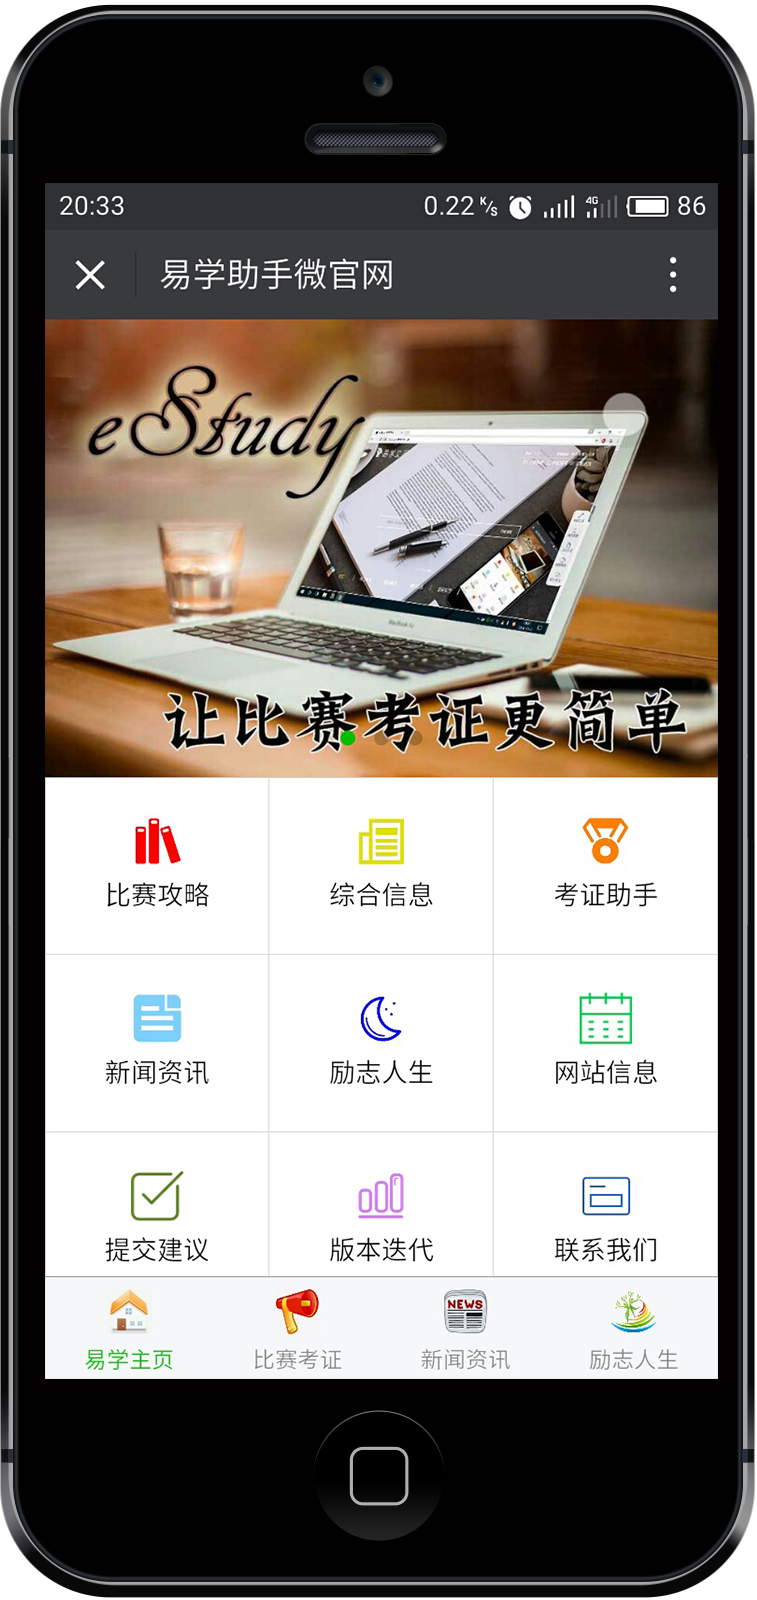 20:33 0.22 K/s 4G 86
易学助手微官网
eStudy
MacBook Air
让比赛考证更简单
比赛攻略 综合信息 考证助手
新闻资讯 励志人生 网站信息
提交建议 版本迭代 联系我们
NEWS
易学主页 比赛考证 新闻资讯 励志人生